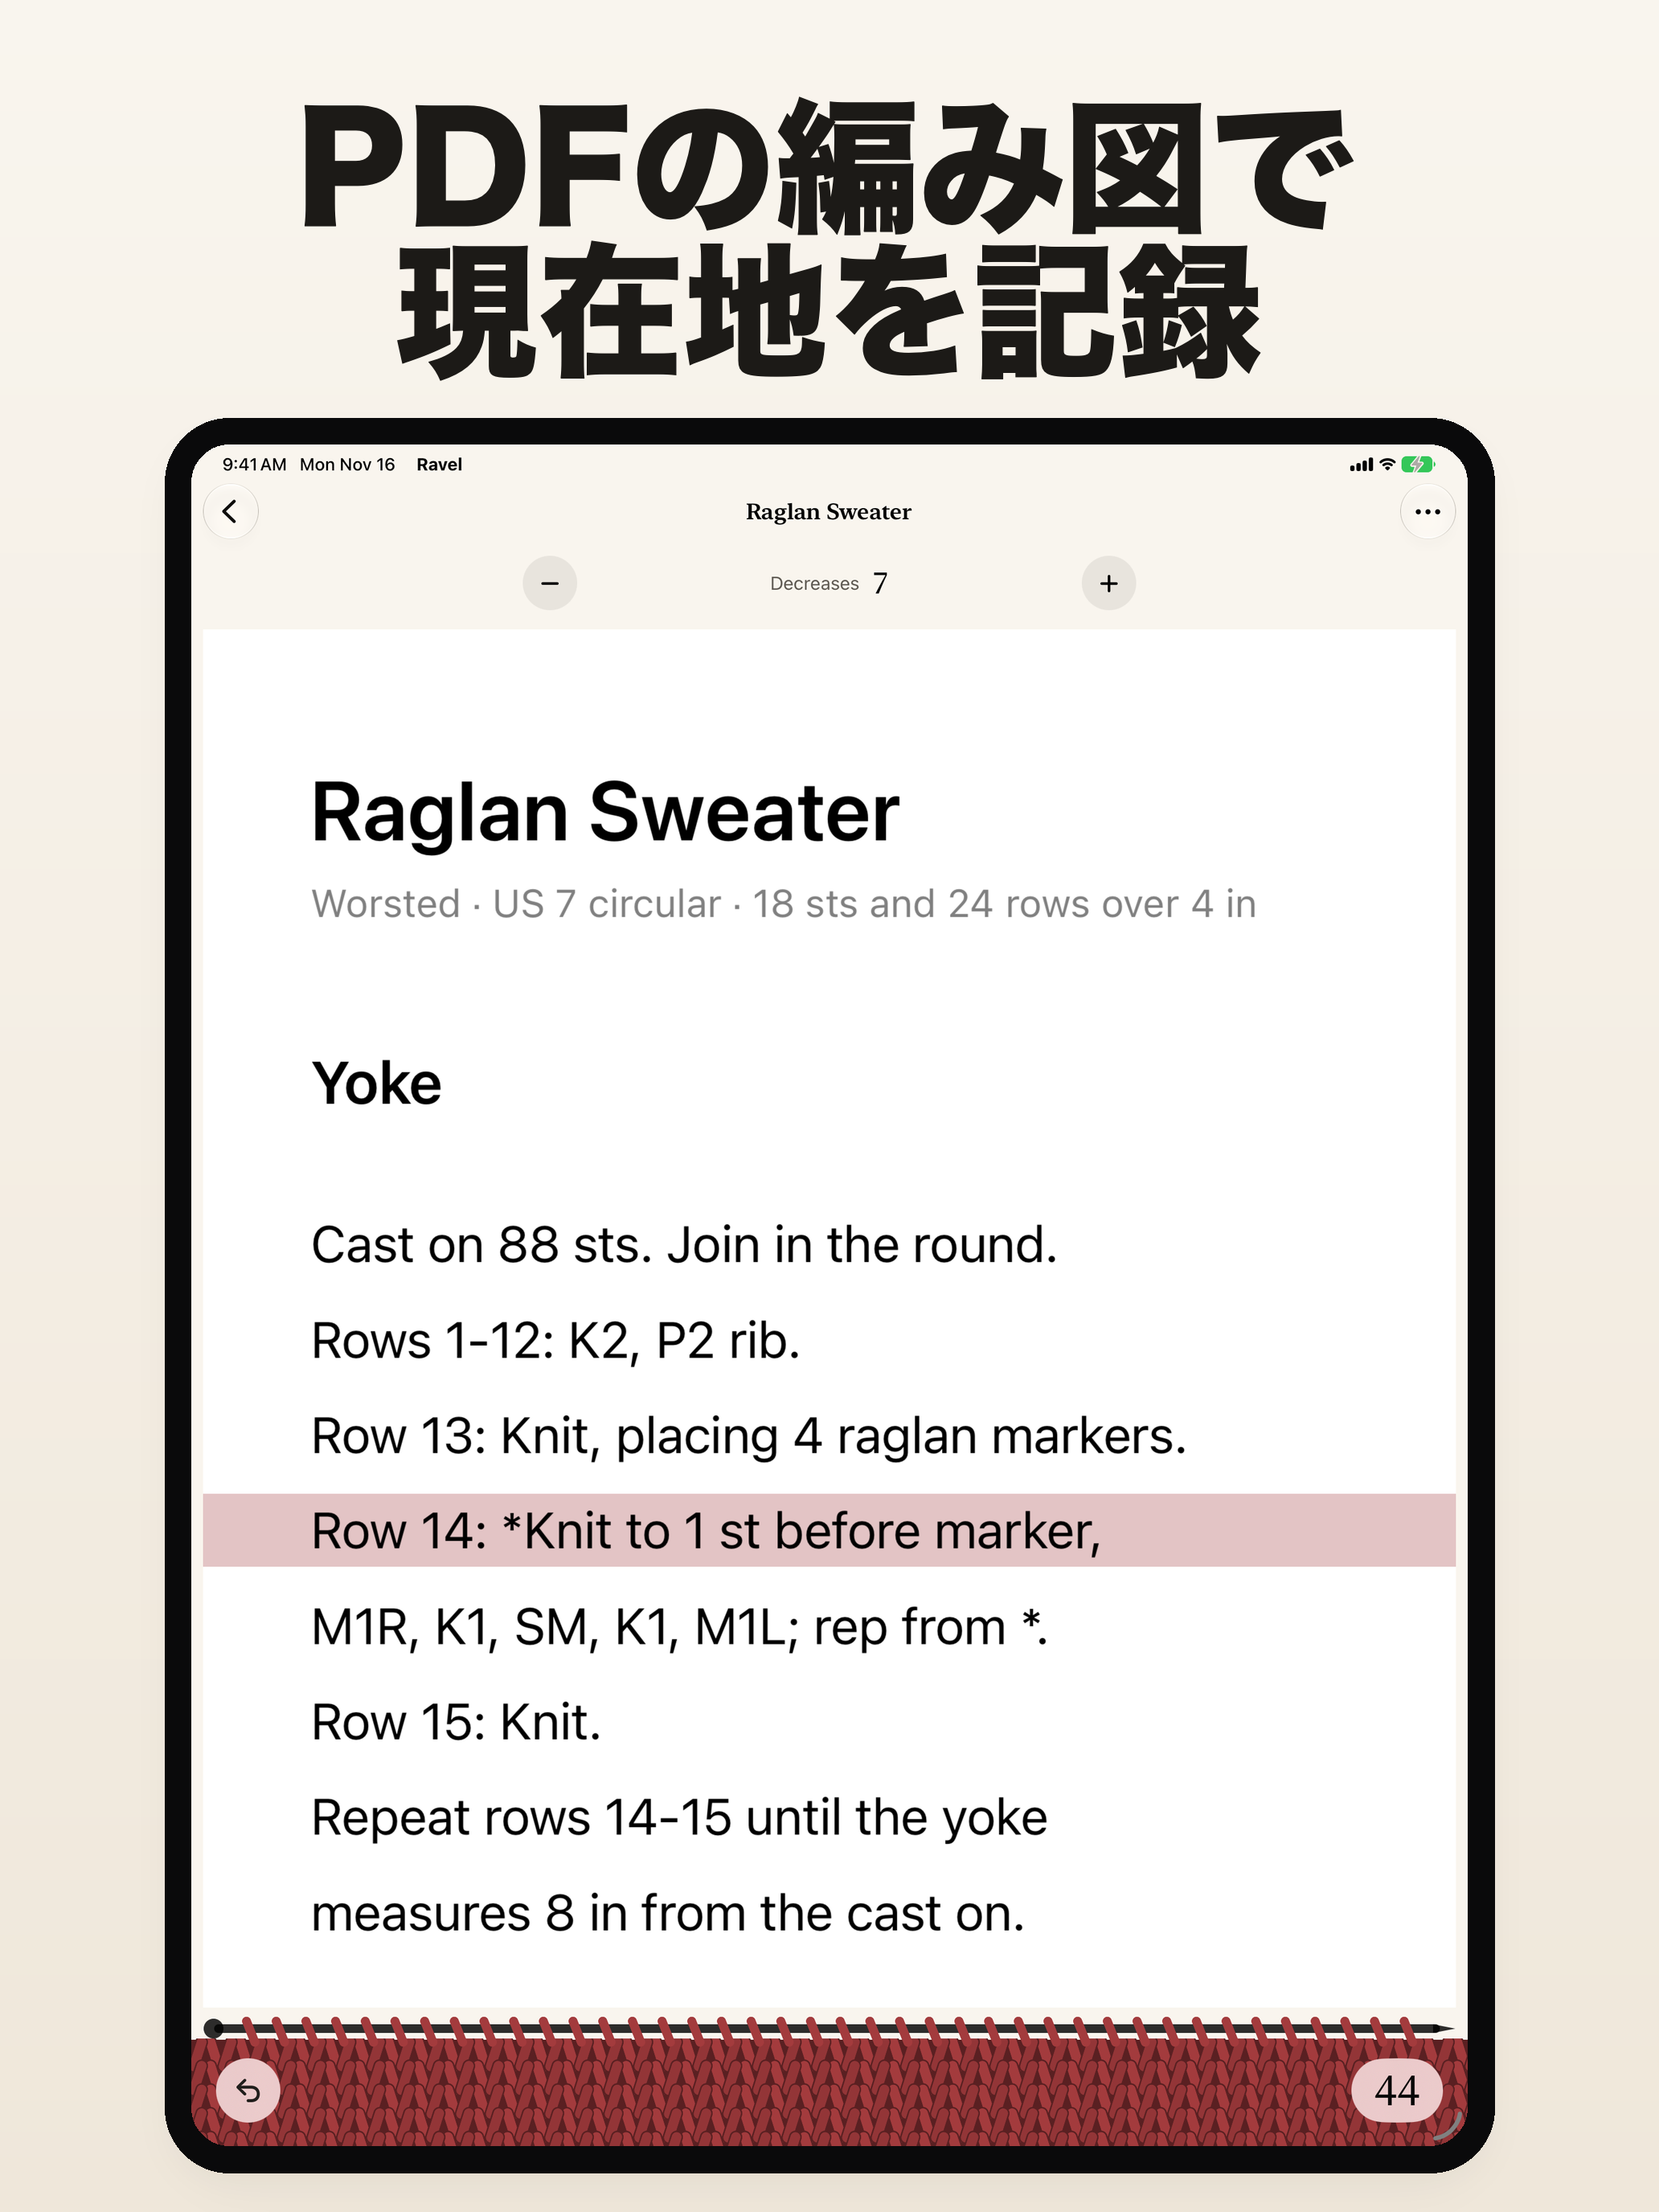 PDFの編み図で
現在地を記録
9:41 AM Mon Nov 16 Ravel
Raglan Sweater
Decreases 7
Raglan Sweater
Worsted · US 7 circular · 18 sts and 24 rows over 4 in
Yoke
Cast on 88 sts. Join in the round.
Rows 1-12: K2, P2 rib.
Row 13: Knit, placing 4 raglan markers.
Row 14: *Knit to 1 st before marker,
M1R, K1, SM, K1, M1L; rep from *.
Row 15: Knit.
Repeat rows 14-15 until the yoke
measures 8 in from the cast on.
44